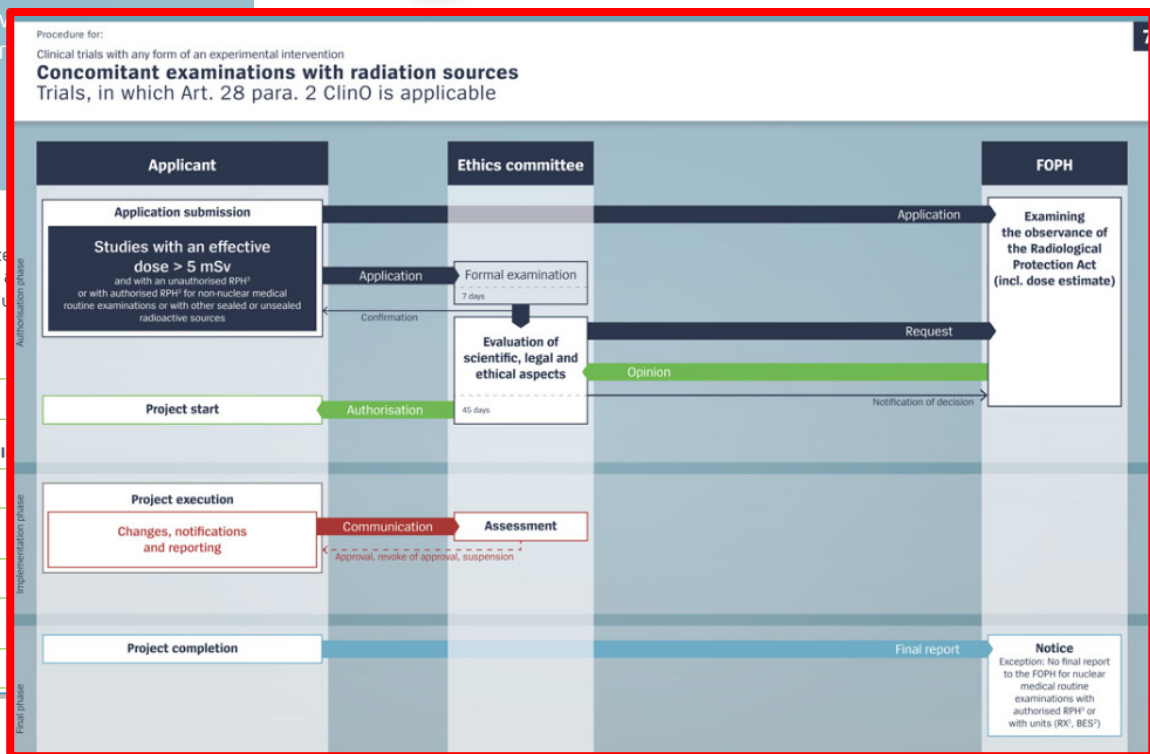 Procedure for:
7
Clinical trials with any form of an experimental intervention
Concomitant examinations with radiation sources
Trials, in which Art. 28 para. 2 ClinO is applicable
Applicant
Ethics committee
FOPH
Authorisation phase
Application submission
Studies with an effective
dose > 5 mSv
and with an unauthorised RPH³
or with authorised RPH³ for non-nuclear medical
routine examinations or with other sealed or unsealed
radioactive sources
Application
Examining
the observance of
the Radiological
Protection Act
(incl. dose estimate)
Application
Formal examination
7 days
Confirmation
Evaluation of
scientific, legal and
ethical aspects
45 days
Request
Opinion
Notification of decision
Project start
Authorisation
Implementation phase
Project execution
Changes, notifications
and reporting
Communication
Assessment
Approval, revoke of approval, suspension
Final phase
Project completion
Final report
Notice
Exception: No final report
to the FOPH for nuclear
medical routine
examinations with
authorised RPH³ or
with units (RX¹, BES²)